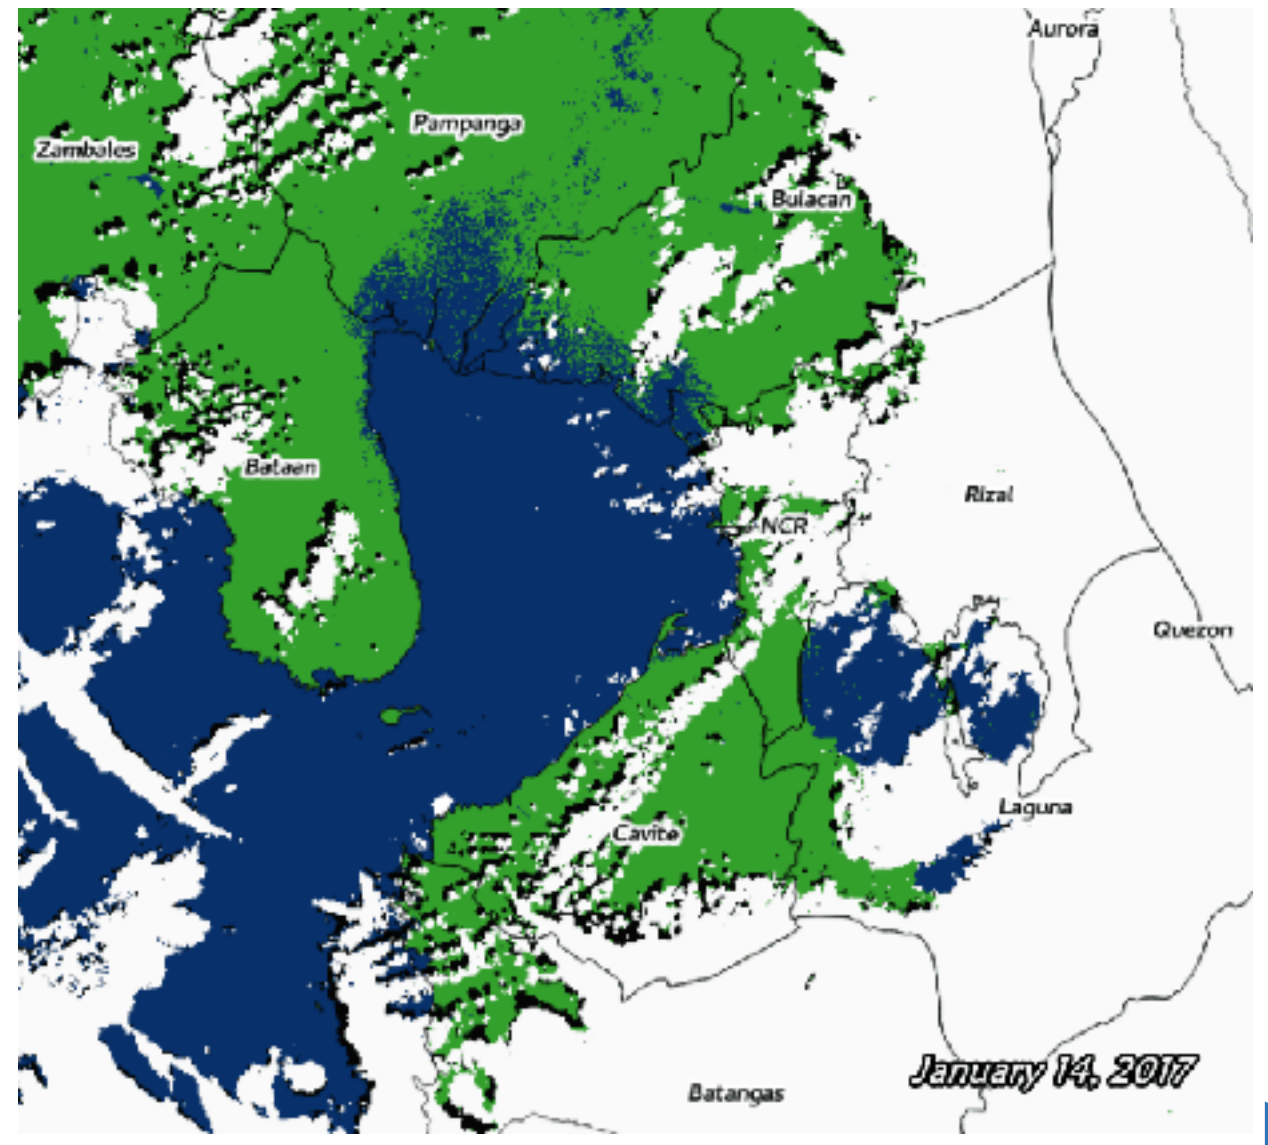 Aurora
Pampanga
Zambales
Bulacan
Bataan
Rizal
NCR
Quezon
Laguna
Cavite
January 14, 2017
Batangas